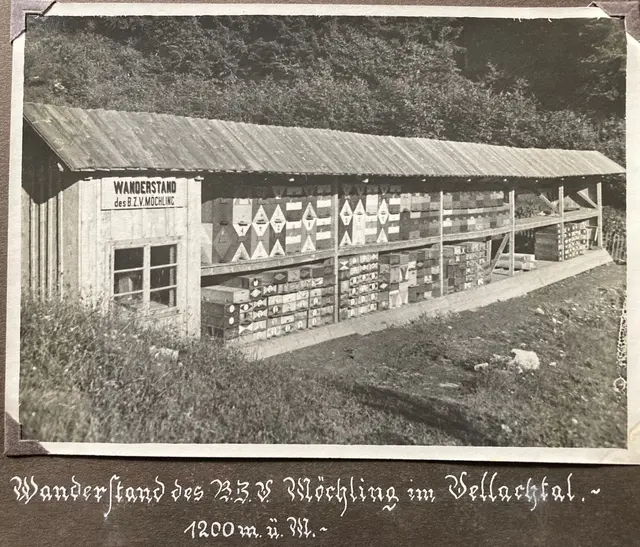 WANDERSTAND
des B.Z.V. MÖCHLING
Wanderstand des B.Z.V Möchling im Vellachtal.~
1200 m. ü. M.~